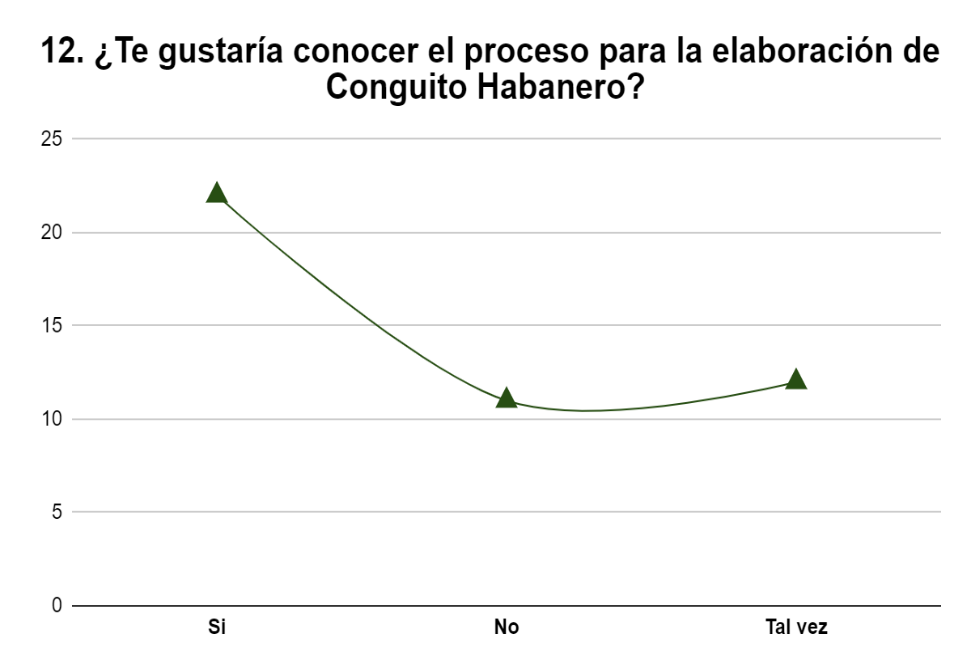 12. ¿Te gustaría conocer el proceso para la elaboración de
Conguito Habanero?
25
20
15
10
5
0
Si No Tal vez